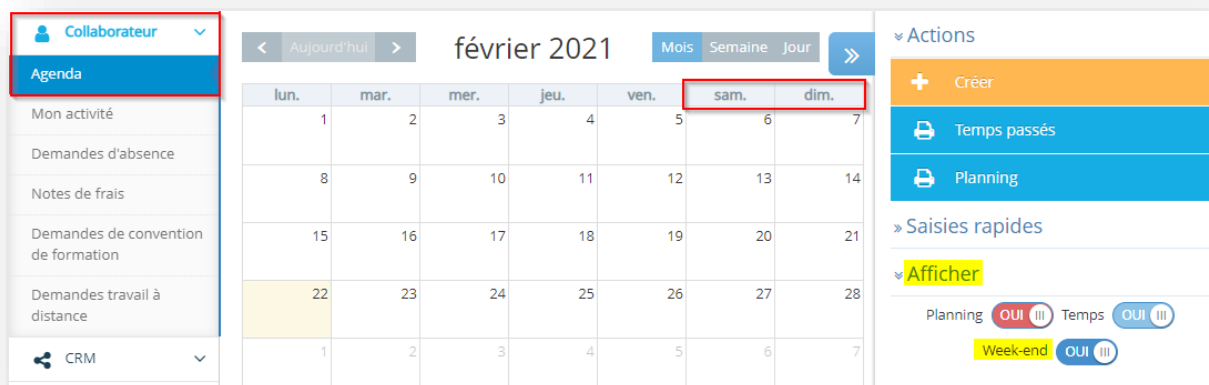 Collaborateur
Agenda
Mon activité
Demandes d'absence
Notes de frais
Demandes de convention
de formation
Demandes travail à
distance
CRM
Aujourd'hui
février 2021
Mois Semaine Jour
lun. mar. mer. jeu. ven. sam. dim.
1 2 3 4 5 6 7
8 9 10 11 12 13 14
15 16 17 18 19 20 21
22 23 24 25 26 27 28
1 2 3 4 5 6 7
Actions
Créer
Temps passés
Planning
Saisies rapides
Afficher
Planning OUI Temps OUI
Week-end OUI